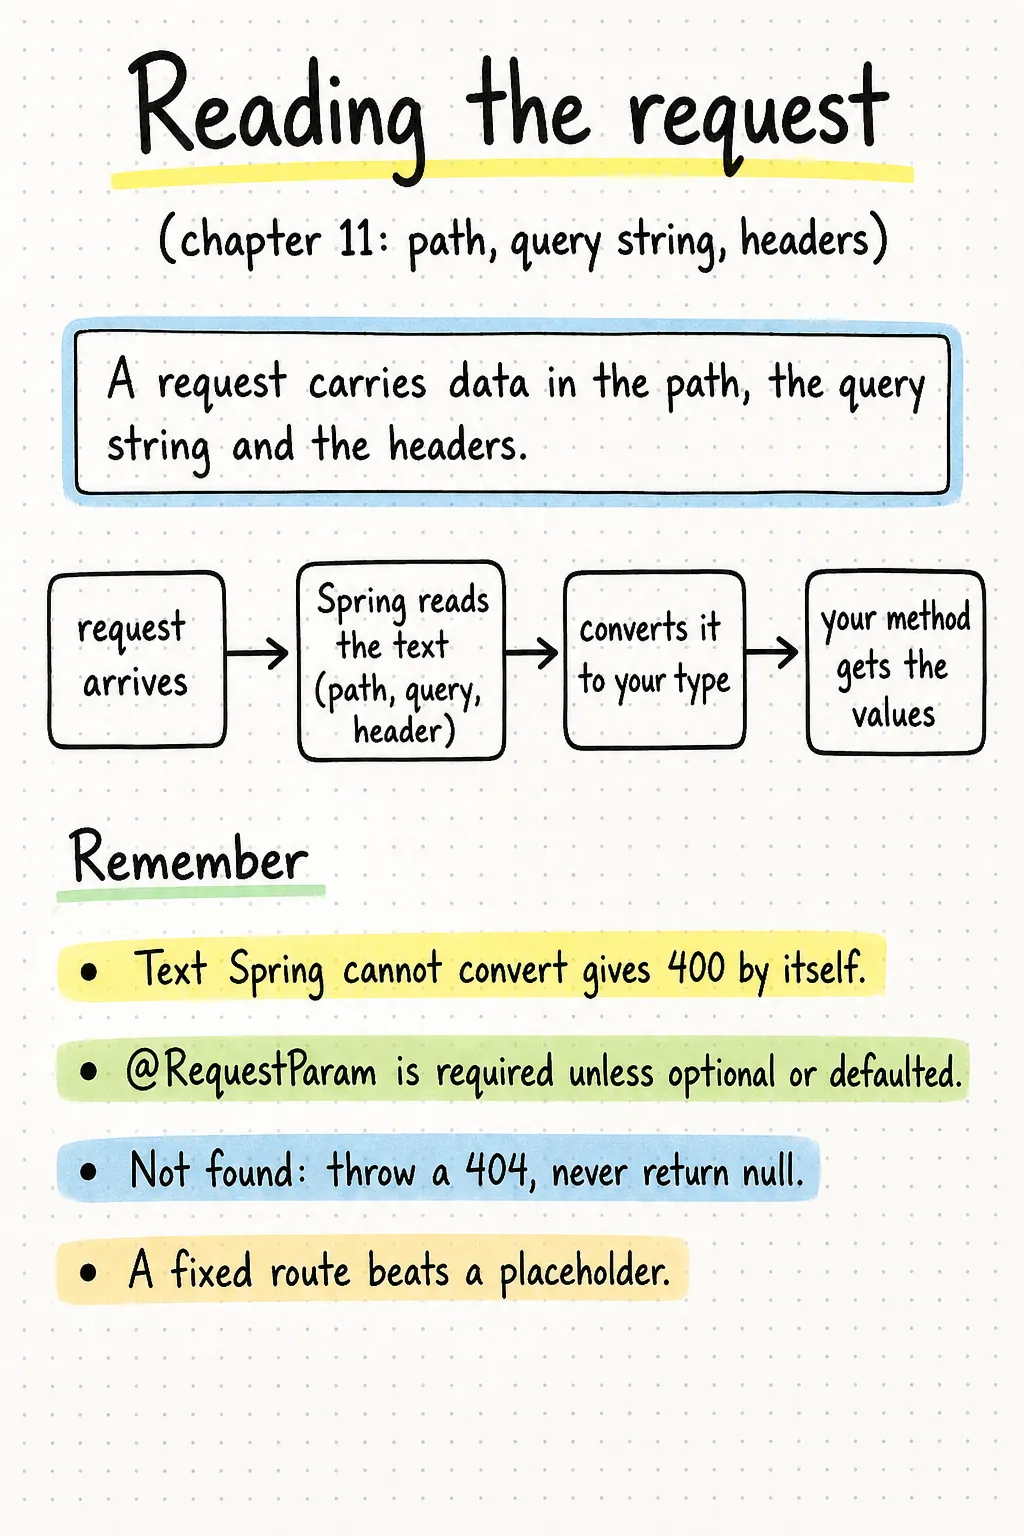 Reading the request
(chapter 11: path, query string, headers)
A request carries data in the path, the query
string and the headers.
request
arrives
Spring reads
the text
(path, query,
header)
converts it
to your type
your method
gets the
values
Remember
• Text Spring cannot convert gives 400 by itself.
• @RequestParam is required unless optional or defaulted.
• Not found: throw a 404, never return null.
• A fixed route beats a placeholder.